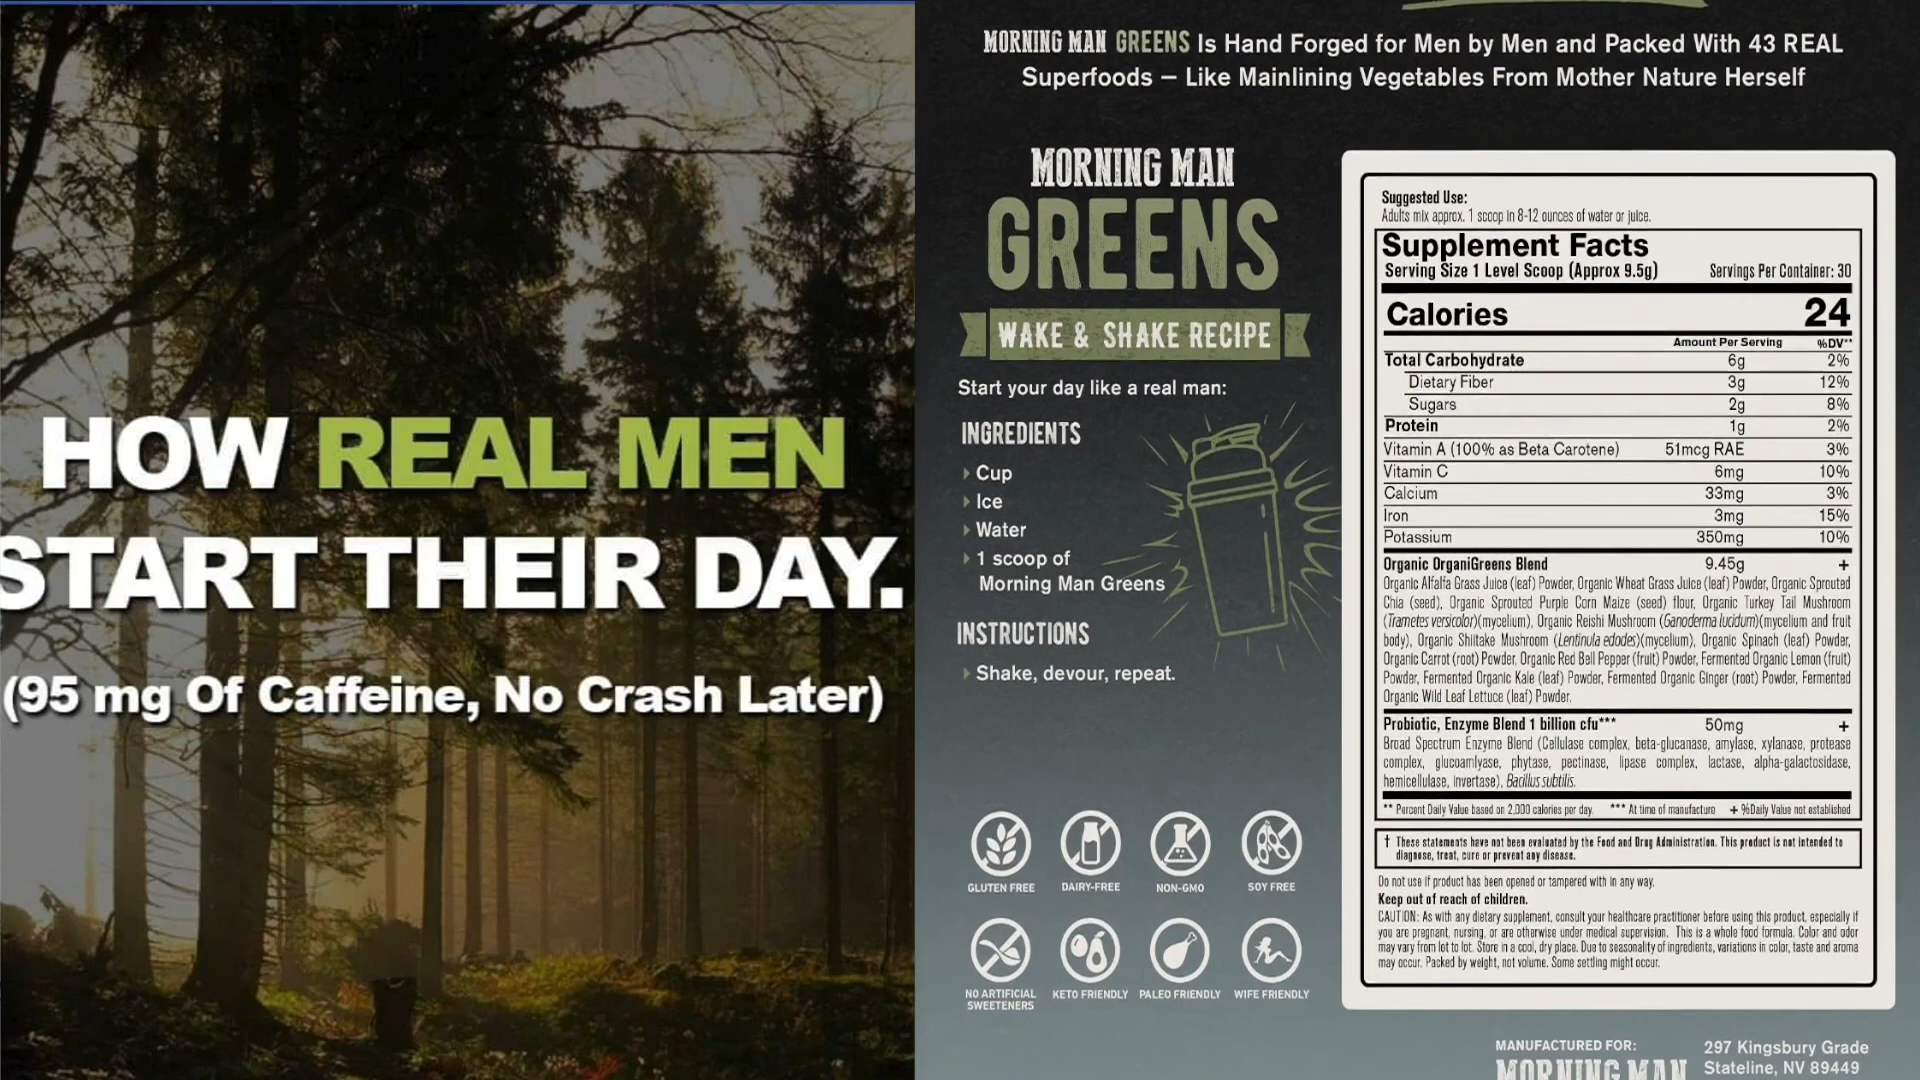 HOW REAL MEN
START THEIR DAY.
(95 mg Of Caffeine, No Crash Later)
MORNING MAN GREENS Is Hand Forged for Men by Men and Packed With 43 REAL
Superfoods – Like Mainlining Vegetables From Mother Nature Herself
MORNING MAN
GREENS
WAKE & SHAKE RECIPE
Start your day like a real man:
INGREDIENTS
Cup
Ice
Water
1 scoop of
Morning Man Greens
INSTRUCTIONS
Shake, devour, repeat.
GLUTEN FREE
DAIRY-FREE
NON-GMO
SOY FREE
NO ARTIFICIAL
SWEETENERS
KETO FRIENDLY
PALEO FRIENDLY
WIFE FRIENDLY
Suggested Use:
Adults mix approx. 1 scoop in 8-12 ounces of water or juice.
Supplement Facts
Serving Size 1 Level Scoop (Approx 9.5g) Servings Per Container: 30
Calories 24
Amount Per Serving %DV**
Total Carbohydrate 6g 2%
Dietary Fiber 3g 12%
Sugars 2g 8%
Protein 1g 2%
Vitamin A (100% as Beta Carotene) 51mcg RAE 3%
Vitamin C 6mg 10%
Calcium 33mg 3%
Iron 3mg 15%
Potassium 350mg 10%
Organic OrganiGreens Blend 9.45g +
Organic Alfalfa Grass Juice (leaf) Powder, Organic Wheat Grass Juice (leaf) Powder, Organic Sprouted
Chia (seed), Organic Sprouted Purple Corn Maize (seed) flour, Organic Turkey Tail Mushroom
(Trametes versicolor)(mycelium), Organic Reishi Mushroom (Ganoderma lucidum)(mycelium and fruit
body), Organic Shiitake Mushroom (Lentinula edodes)(mycelium), Organic Spinach (leaf) Powder,
Organic Carrot (root) Powder, Organic Red Bell Pepper (fruit) Powder, Fermented Organic Lemon (fruit)
Powder, Fermented Organic Kale (leaf) Powder, Fermented Organic Ginger (root) Powder, Fermented
Organic Wild Leaf Lettuce (leaf) Powder.
Probiotic, Enzyme Blend 1 billion cfu*** 50mg +
Broad Spectrum Enzyme Blend (Cellulase complex, beta-glucanase, amylase, xylanase, protease
complex, glucoamlyase, phytase, pectinase, lipase complex, lactase, alpha-galactosidase,
hemicellulase, invertase), Bacillus subtilis.
** Percent Daily Value based on 2,000 calories per day. *** At time of manufacture + %Daily Value not established
† These statements have not been evaluated by the Food and Drug Administration. This product is not intended to
diagnose, treat, cure or prevent any disease.
Do not use if product has been opened or tampered with in any way.
Keep out of reach of children.
CAUTION: As with any dietary supplement, consult your healthcare practitioner before using this product, especially if
you are pregnant, nursing, or are otherwise under medical supervision. This is a whole food formula. Color and odor
may vary from lot to lot. Store in a cool, dry place. Due to seasonality of ingredients, variations in color, taste and aroma
may occur. Packed by weight, not volume. Some settling might occur.
MANUFACTURED FOR:
MORNING MAN
297 Kingsbury Grade
Stateline, NV 89449